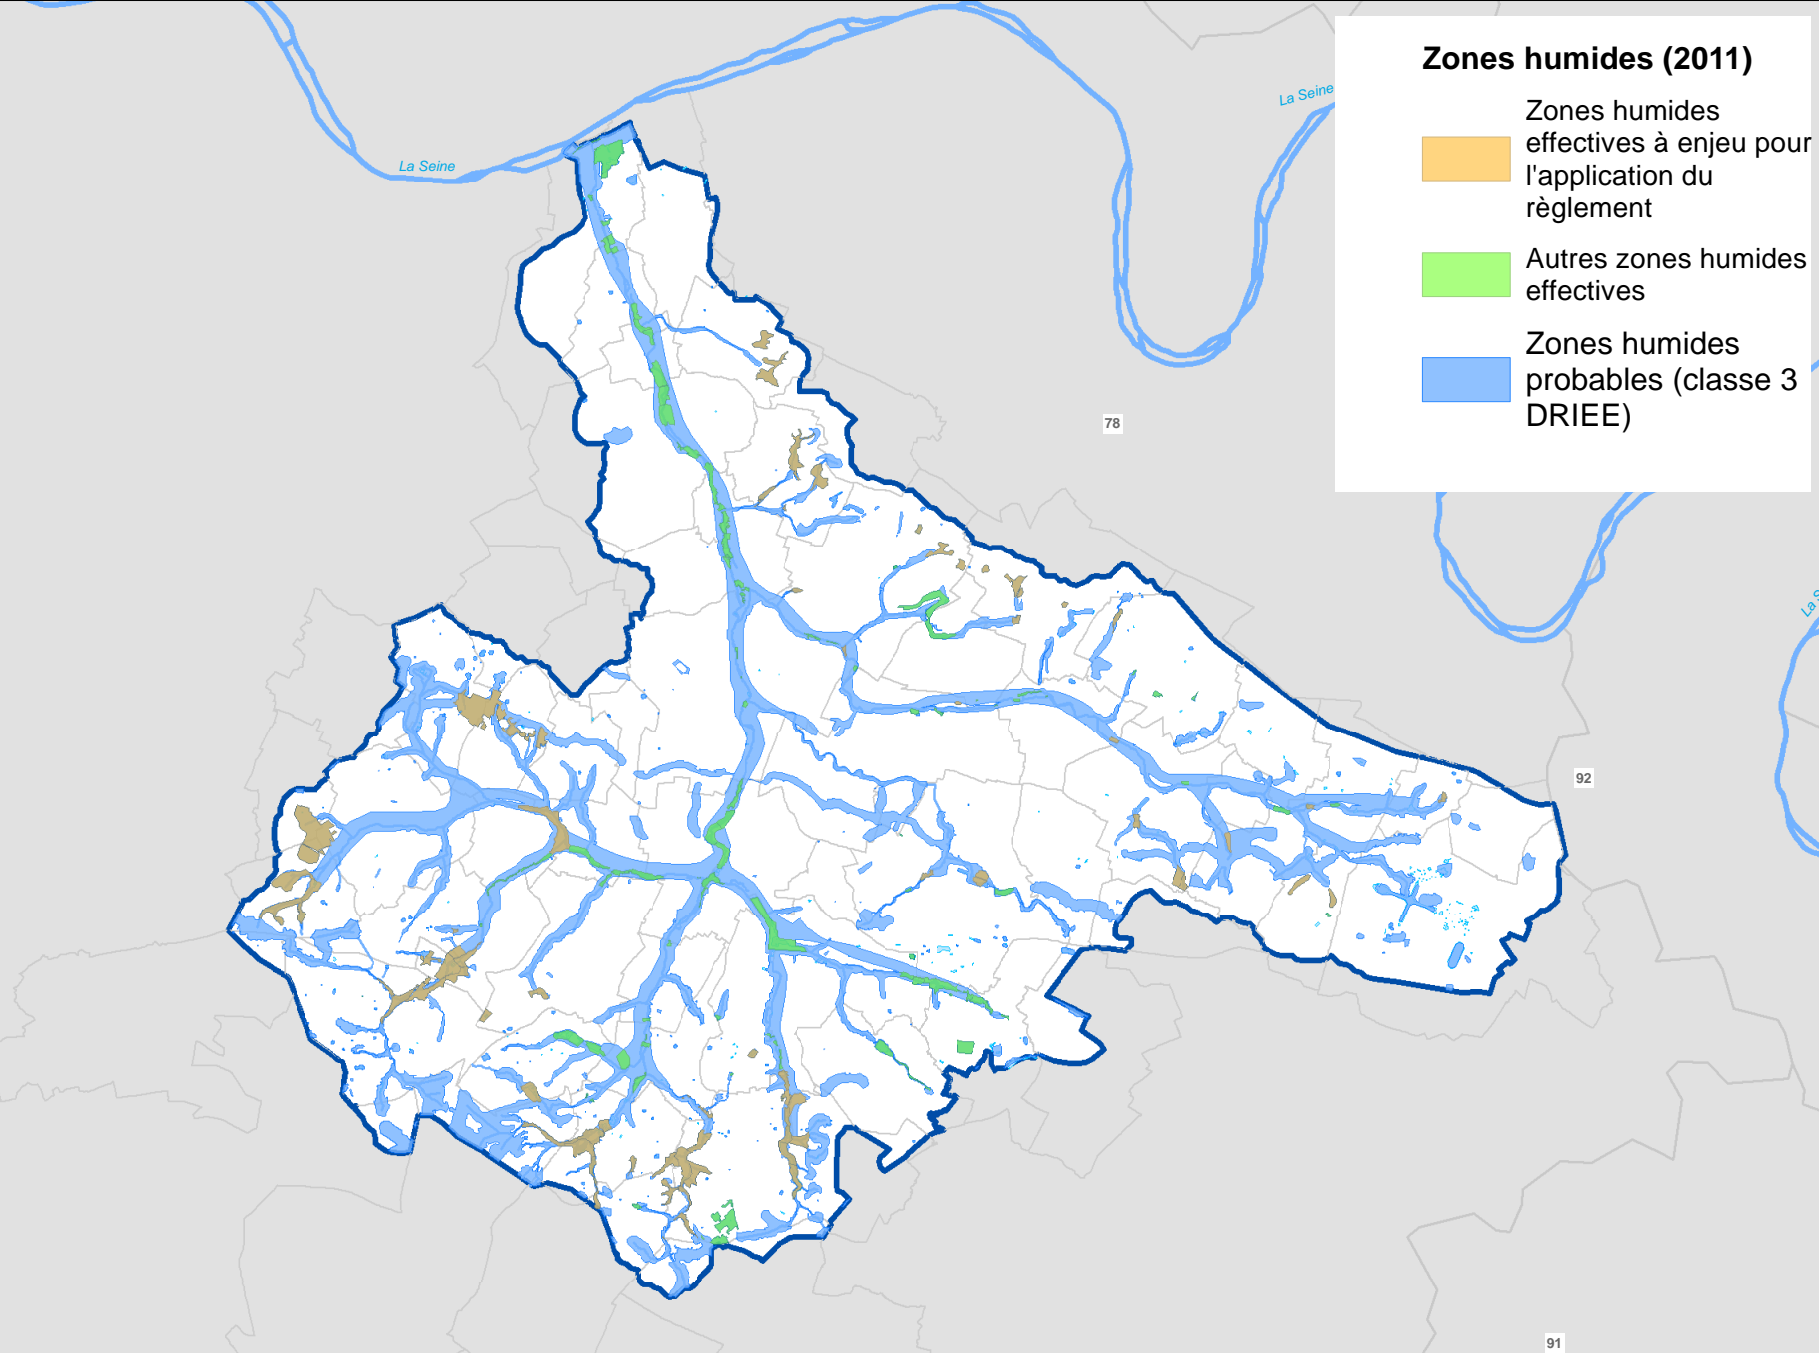 Zones humides (2011)
Zones humides
effectives à enjeu pour
l'application du
règlement
Autres zones humides
effectives
Zones humides
probables (classe 3
DRIEE)
La Seine
La Seine
78
92
La S
91